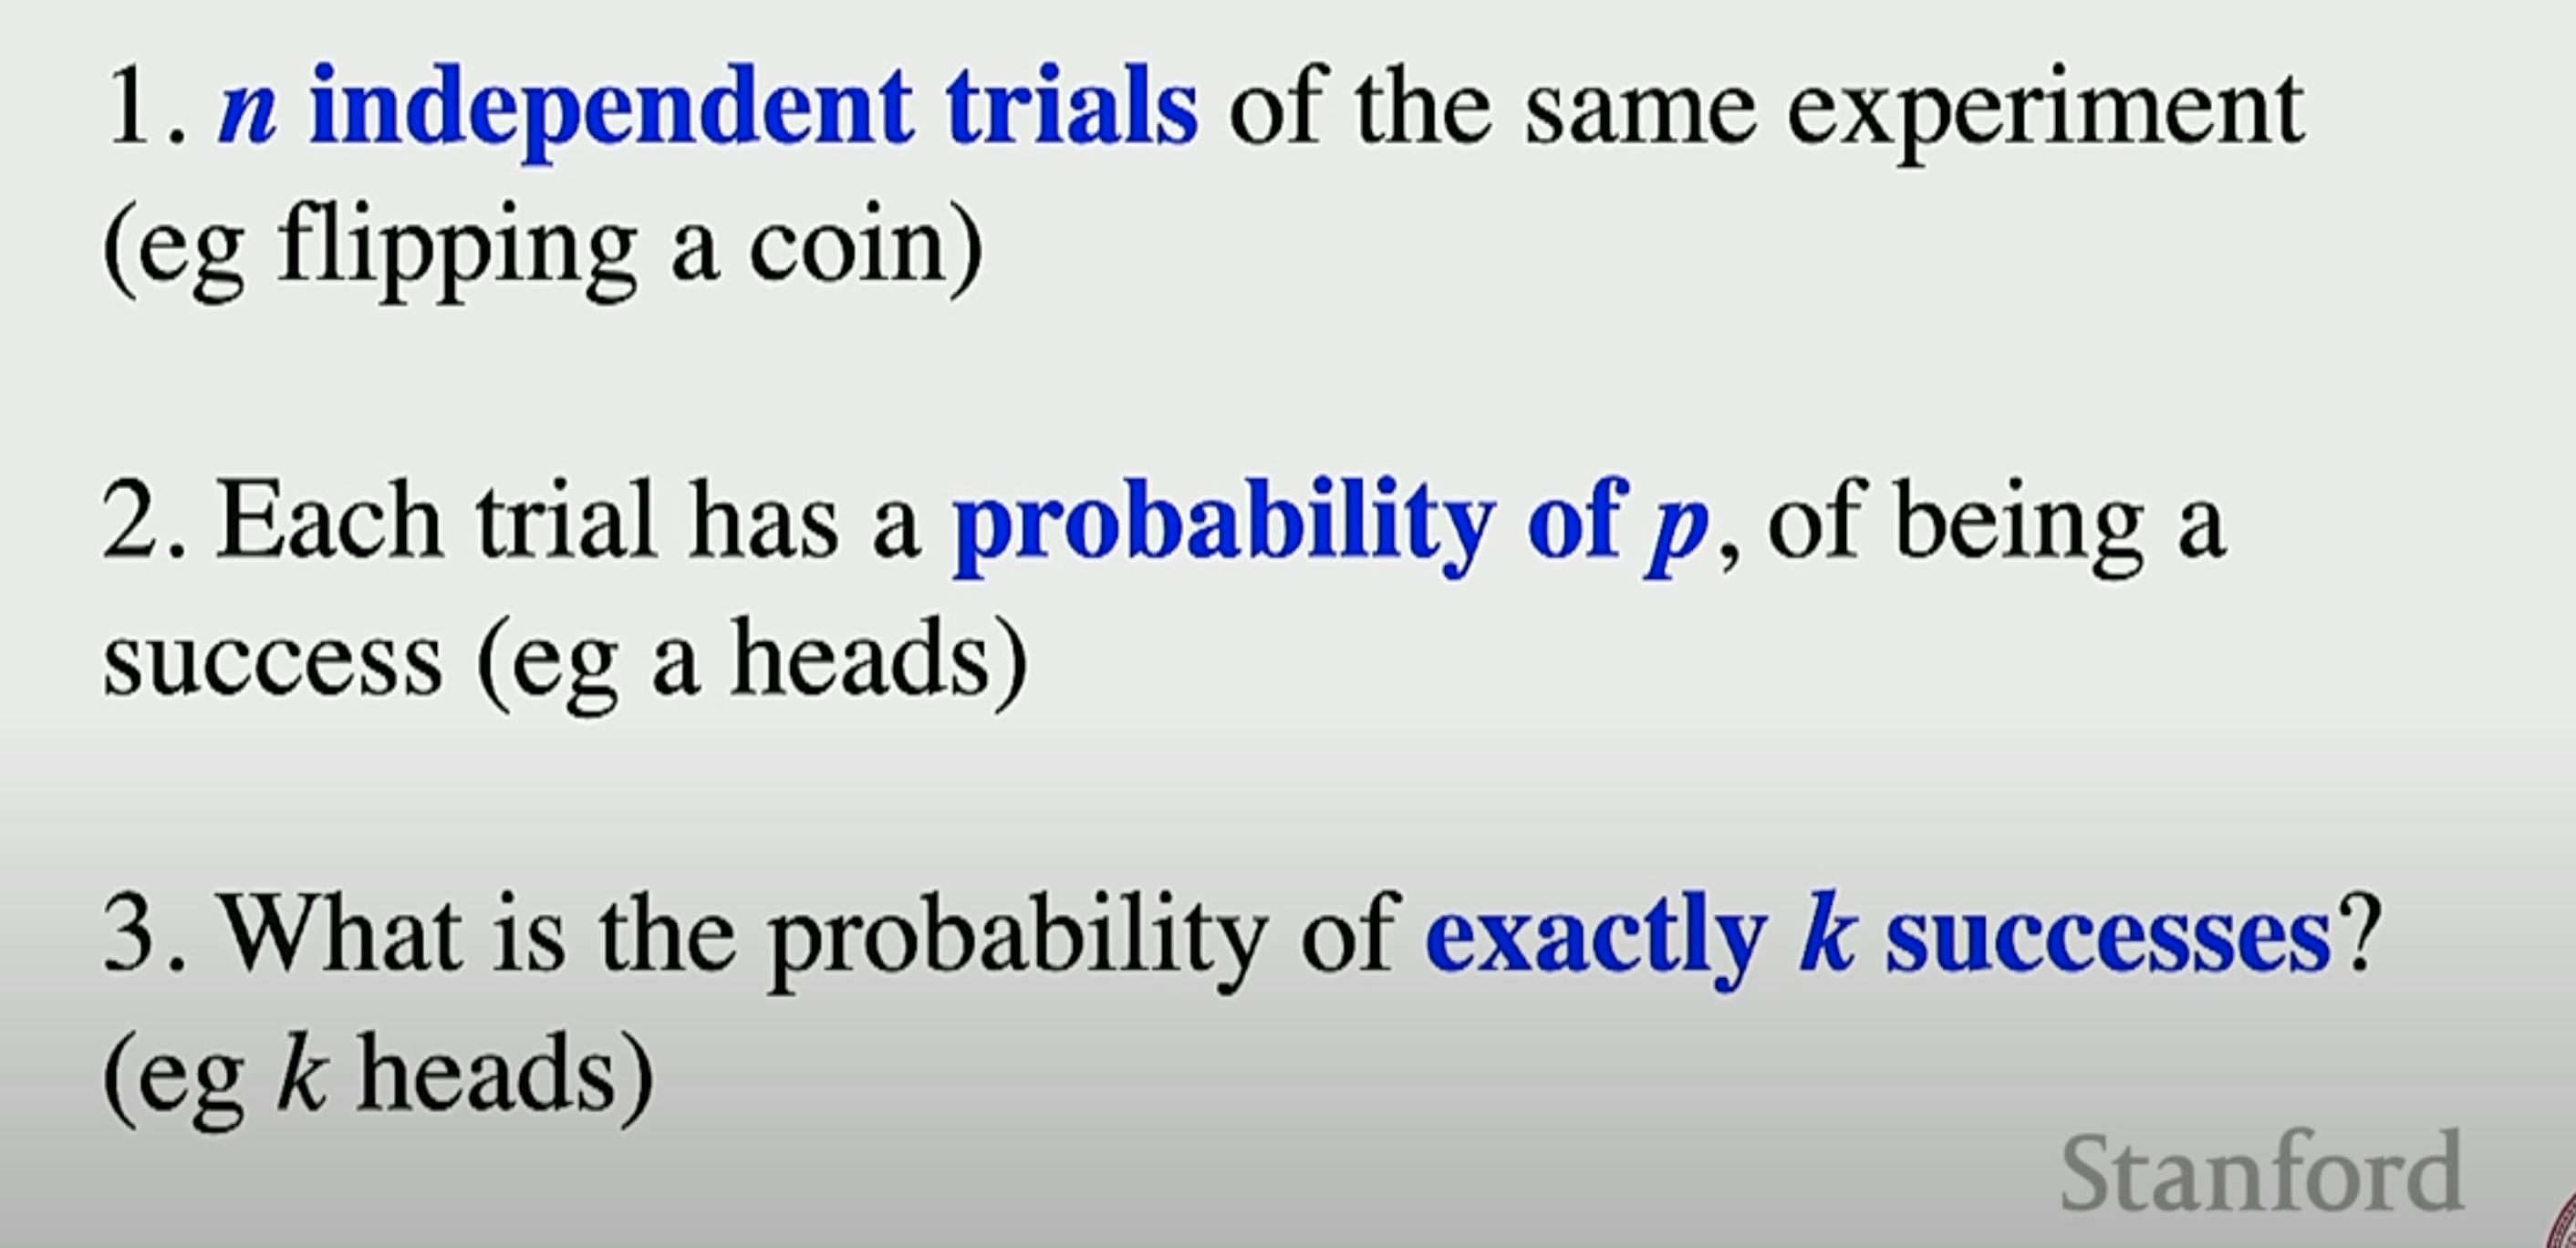 1. n independent trials of the same experiment
(eg flipping a coin)
2. Each trial has a probability of p, of being a
success (eg a heads)
3. What is the probability of exactly k successes?
(eg k heads)
Stanford